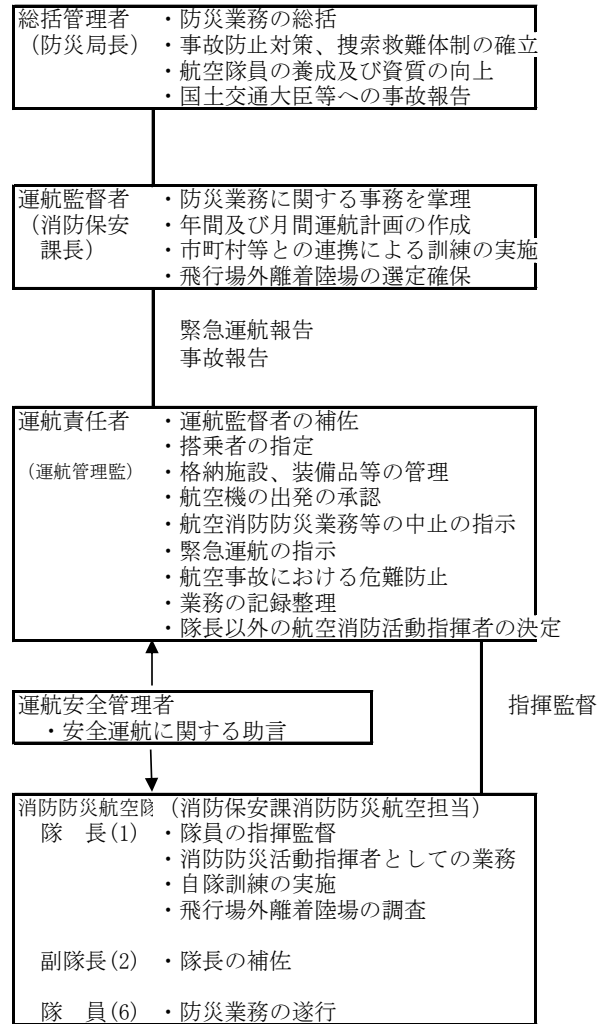 総括管理者　・防災業務の総括
（防災局長）・事故防止対策、捜索救難体制の確立
・航空隊員の養成及び資質の向上
・国土交通大臣等への事故報告
運航監督者　・防災業務に関する事務を掌理
（消防保安　・年間及び月間運航計画の作成
課長）　・市町村等との連携による訓練の実施
・飛行場外離着陸場の選定確保
緊急運航報告
事故報告
運航責任者　・運航監督者の補佐
・搭乗者の指定
（運航管理監）・格納施設、装備品等の管理
・航空機の出発の承認
・航空消防防災業務等の中止の指示
・緊急運航の指示
・航空事故における危難防止
・業務の記録整理
・隊長以外の航空消防活動指揮者の決定
運航安全管理者
・安全運航に関する助言
指揮監督
消防防災航空隊（消防保安課消防防災航空担当）
隊　長(1)　・隊員の指揮監督
・消防防災活動指揮者としての業務
・自隊訓練の実施
・飛行場外離着陸場の調査
副隊長(2)　・隊長の補佐
隊　員(6)　・防災業務の遂行